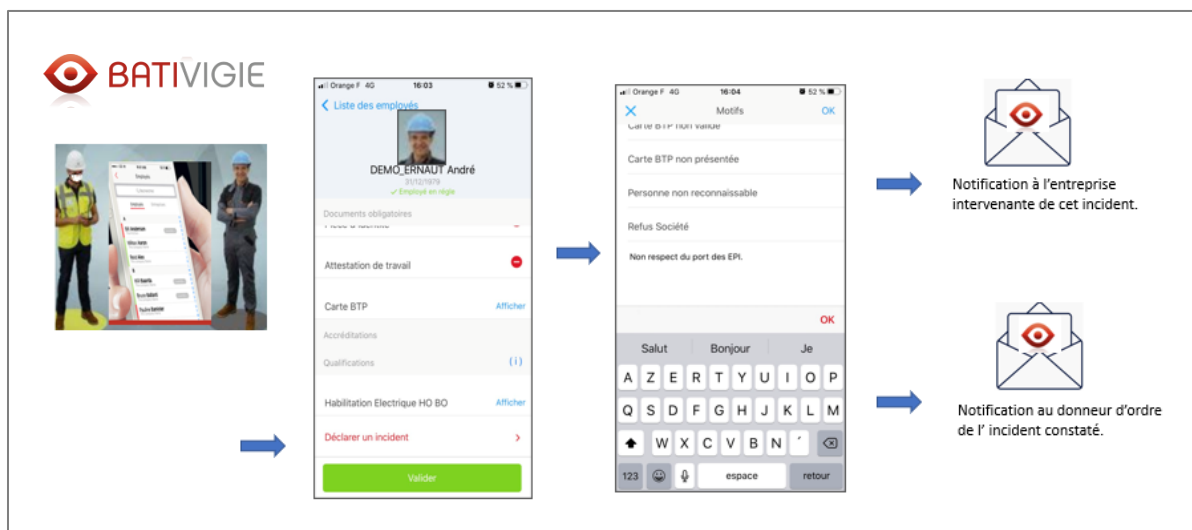 BATIVIGIE
Orange F 4G 16:03 52 %
Liste des employés
DEMO_ERNAUT André
31/12/1979
Employé en règle
Documents obligatoires
Pièce d'identité
Attestation de travail
Carte BTP Afficher
Accréditations
Qualifications (i)
Habilitation Electrique HO BO Afficher
Déclarer un incident
Valider
Orange F 4G 16:04 52 %
Motifs OK
Carte BTP non valide
Carte BTP non présentée
Personne non reconnaissable
Refus Société
Non respect du port des EPI.
OK
Salut Bonjour Je
A Z E R T Y U I O P
Q S D F G H J K L M
W X C V B N ´
123 espace retour
Notification à l'entreprise
intervenante de cet incident.
Notification au donneur d'ordre
de l' incident constaté.